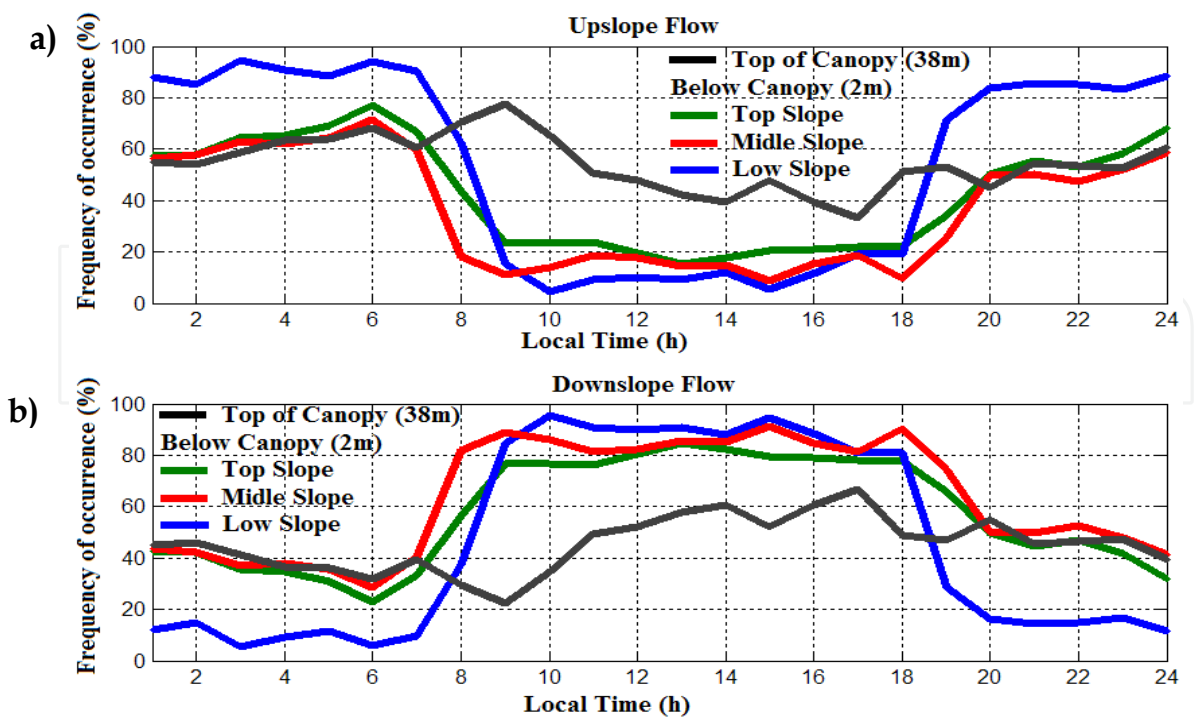 a)
Upslope Flow
Frequency of occurrence (%)
100
80
60
40
20
0
Top of Canopy (38m)
Below Canopy (2m)
Top Slope
Midle Slope
Low Slope
2 4 6 8 10 12 14 16 18 20 22 24
Local Time (h)
b)
Downslope Flow
Frequency of occurrence (%)
100
80
60
40
20
0
Top of Canopy (38m)
Below Canopy (2m)
Top Slope
Midle Slope
Low Slope
2 4 6 8 10 12 14 16 18 20 22 24
Local Time (h)